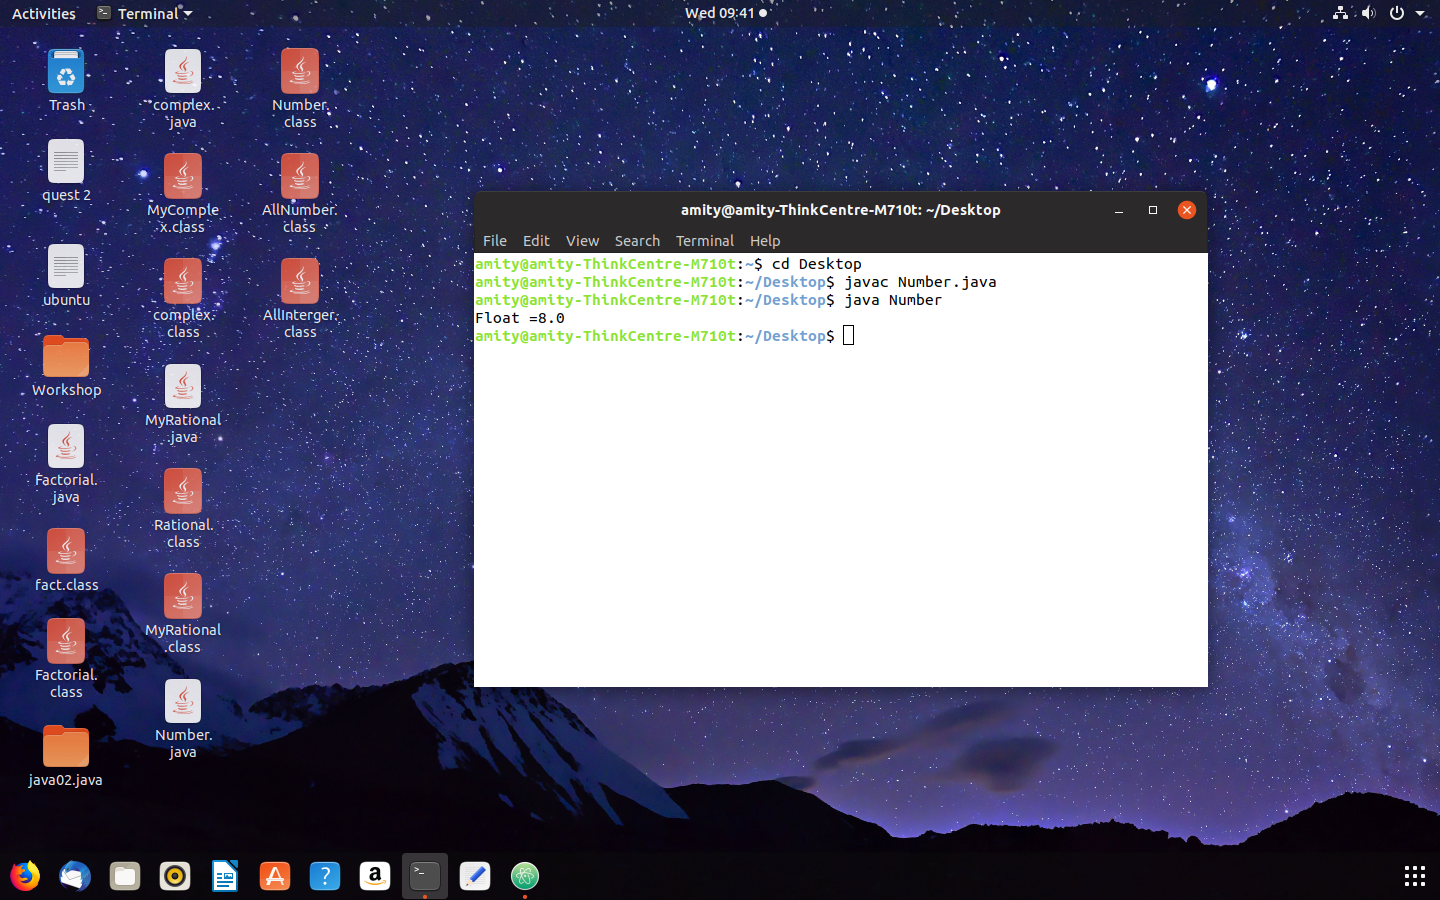 Activities
Terminal
Wed 09:41
Trash
quest 2
ubuntu
Workshop
Factorial.
java
fact.class
Factorial.
class
java02.java
complex.
java
MyComple
x.class
complex.
class
MyRational
.java
Rational.
class
MyRational
.class
Number.
java
Number.
class
AllNumber.
class
AllInterger.
class
amity@amity-ThinkCentre-M710t: ~/Desktop
File Edit View Search Terminal Help
amity@amity-ThinkCentre-M710t:~$ cd Desktop
amity@amity-ThinkCentre-M710t:~/Desktop$ javac Number.java
amity@amity-ThinkCentre-M710t:~/Desktop$ java Number
Float =8.0
amity@amity-ThinkCentre-M710t:~/Desktop$